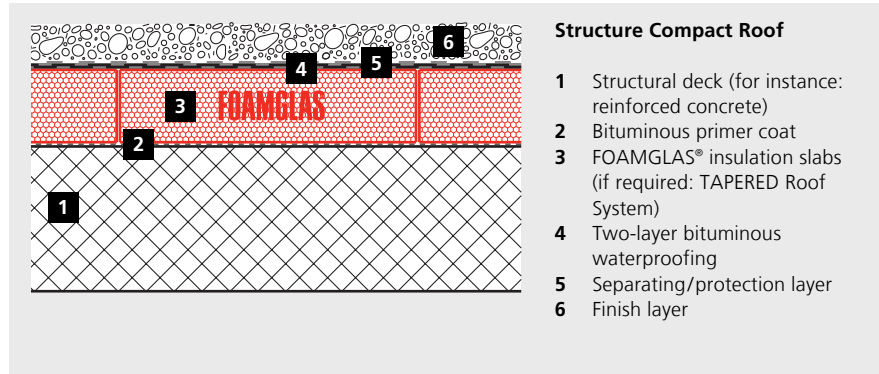 Structure Compact Roof
1 Structural deck (for instance:
reinforced concrete)
2 Bituminous primer coat
3 FOAMGLAS® insulation slabs
(if required: TAPERED Roof
System)
4 Two-layer bituminous
waterproofing
5 Separating/protection layer
6 Finish layer
6
5
4
3 FOAMGLAS
2
1